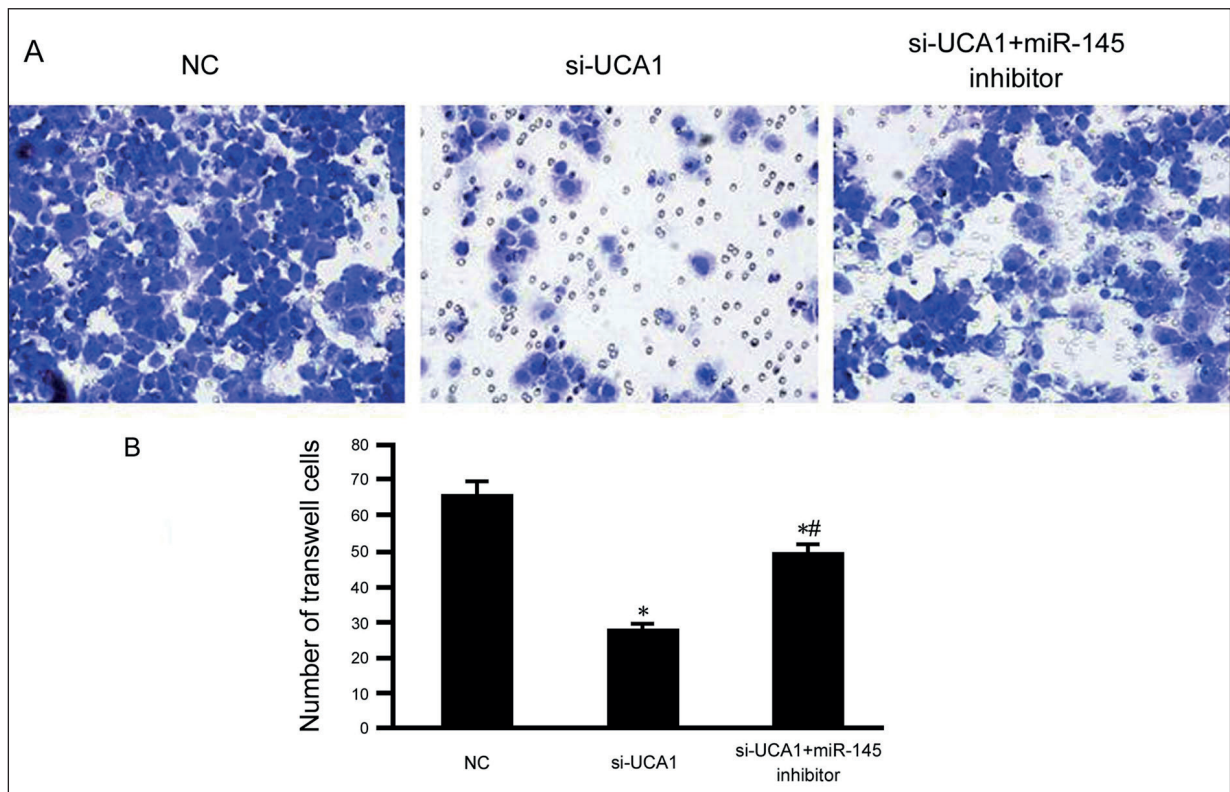 A
NC
si-UCA1
si-UCA1+miR-145
inhibitor
B
Number of transwell cells
80
70
60
50
40
30
20
10
0
*
*#
NC
si-UCA1
si-UCA1+miR-145
inhibitor